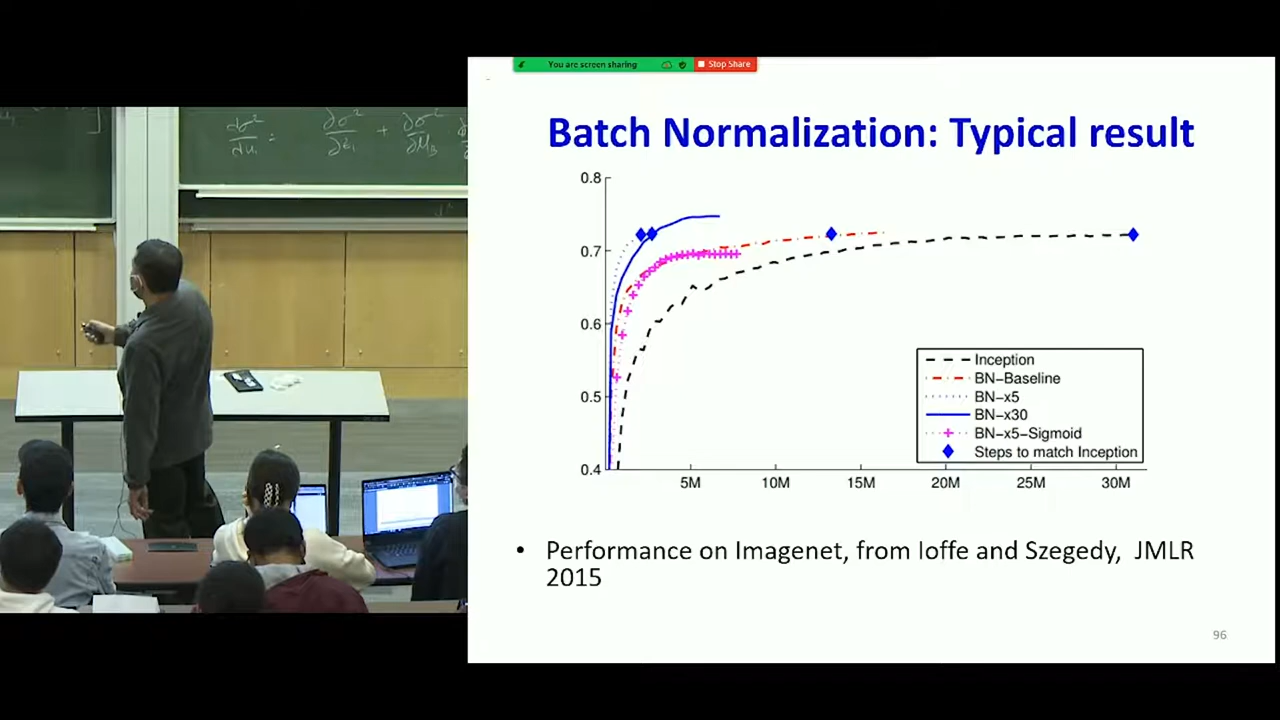 You are screen sharing
Stop Share
Batch Normalization: Typical result
0.8
0.7
0.6
0.5
0.4
5M
10M
15M
20M
25M
30M
Inception
BN-Baseline
BN-x5
BN-x30
BN-x5-Sigmoid
Steps to match Inception
• Performance on Imagenet, from Ioffe and Szegedy, JMLR
2015
96